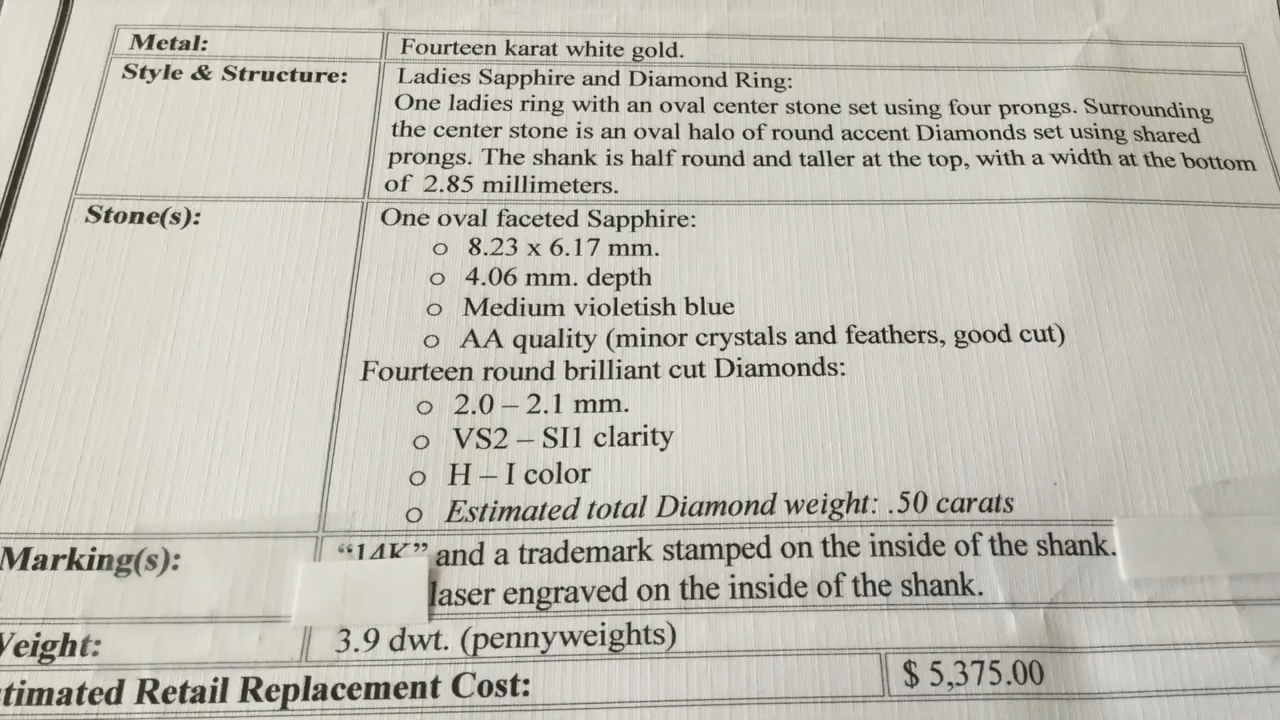 Metal: Fourteen karat white gold.
Style & Structure: Ladies Sapphire and Diamond Ring:
One ladies ring with an oval center stone set using four prongs. Surrounding
the center stone is an oval halo of round accent Diamonds set using shared
prongs. The shank is half round and taller at the top, with a width at the bottom
of 2.85 millimeters.
Stone(s): One oval faceted Sapphire:
o 8.23 x 6.17 mm.
o 4.06 mm. depth
o Medium violetish blue
o AA quality (minor crystals and feathers, good cut)
Fourteen round brilliant cut Diamonds:
o 2.0 – 2.1 mm.
o VS2 – SI1 clarity
o H – I color
o Estimated total Diamond weight: .50 carats
Marking(s): “14K” and a trademark stamped on the inside of the shank.
laser engraved on the inside of the shank.
Weight: 3.9 dwt. (pennyweights)
timated Retail Replacement Cost: $ 5,375.00